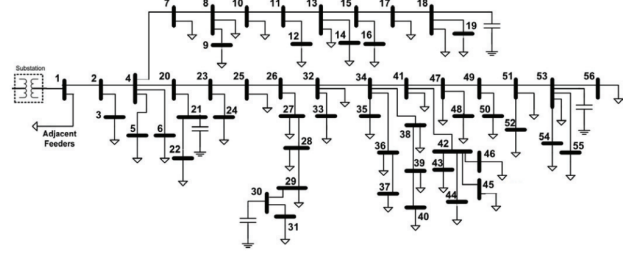 7 8 10 11 13 15 17 18
9 12 14 16 19
Substation
1 2 4 20 23 25 26 32 34 41 47 49 51 53 56
3 5 6 21 24 27 33 35 38 48 50 52
Adjacent
Feeders
22 28 36 42 46 54 55
37 39 43 45
30 29 40 44
31